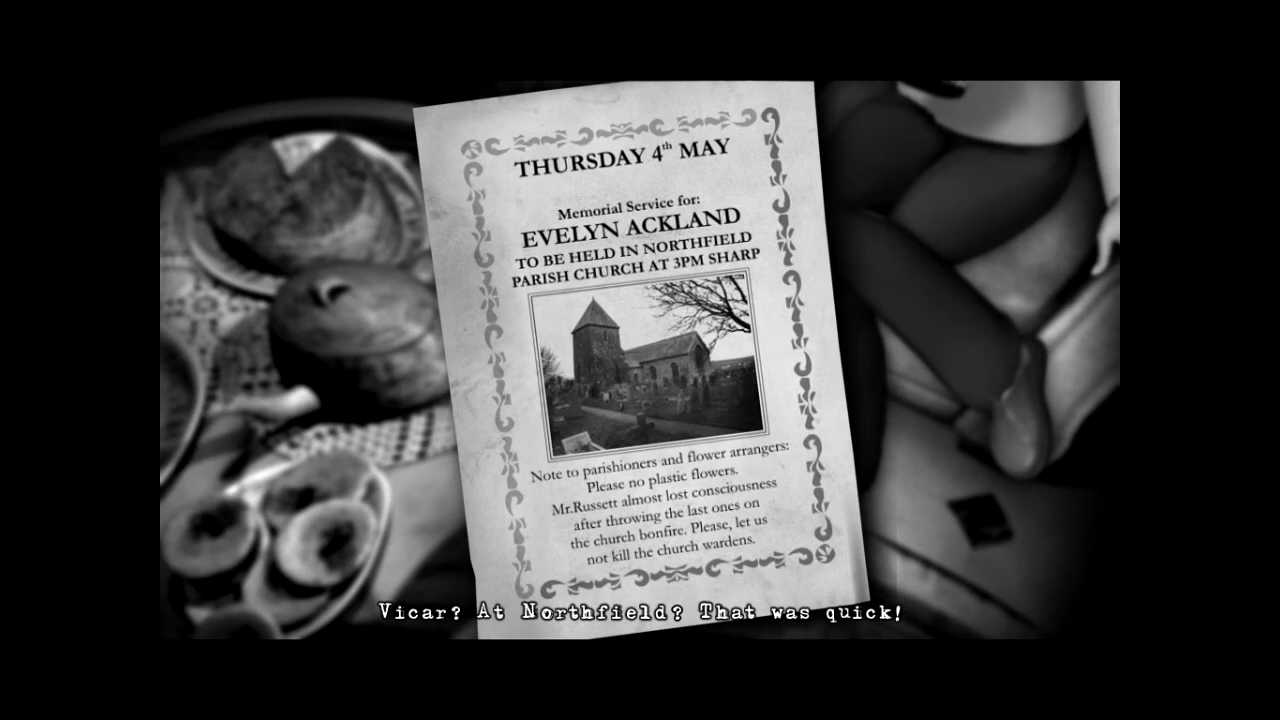 THURSDAY 4th MAY
Memorial Service for:
EVELYN ACKLAND
TO BE HELD IN NORTHFIELD
PARISH CHURCH AT 3PM SHARP
Note to parishioners and flower arrangers:
Please no plastic flowers.
Mr.Russett almost lost consciousness
after throwing the last ones on
the church bonfire. Please, let us
not kill the church wardens.
Vicar? At Northfield? That was quick!